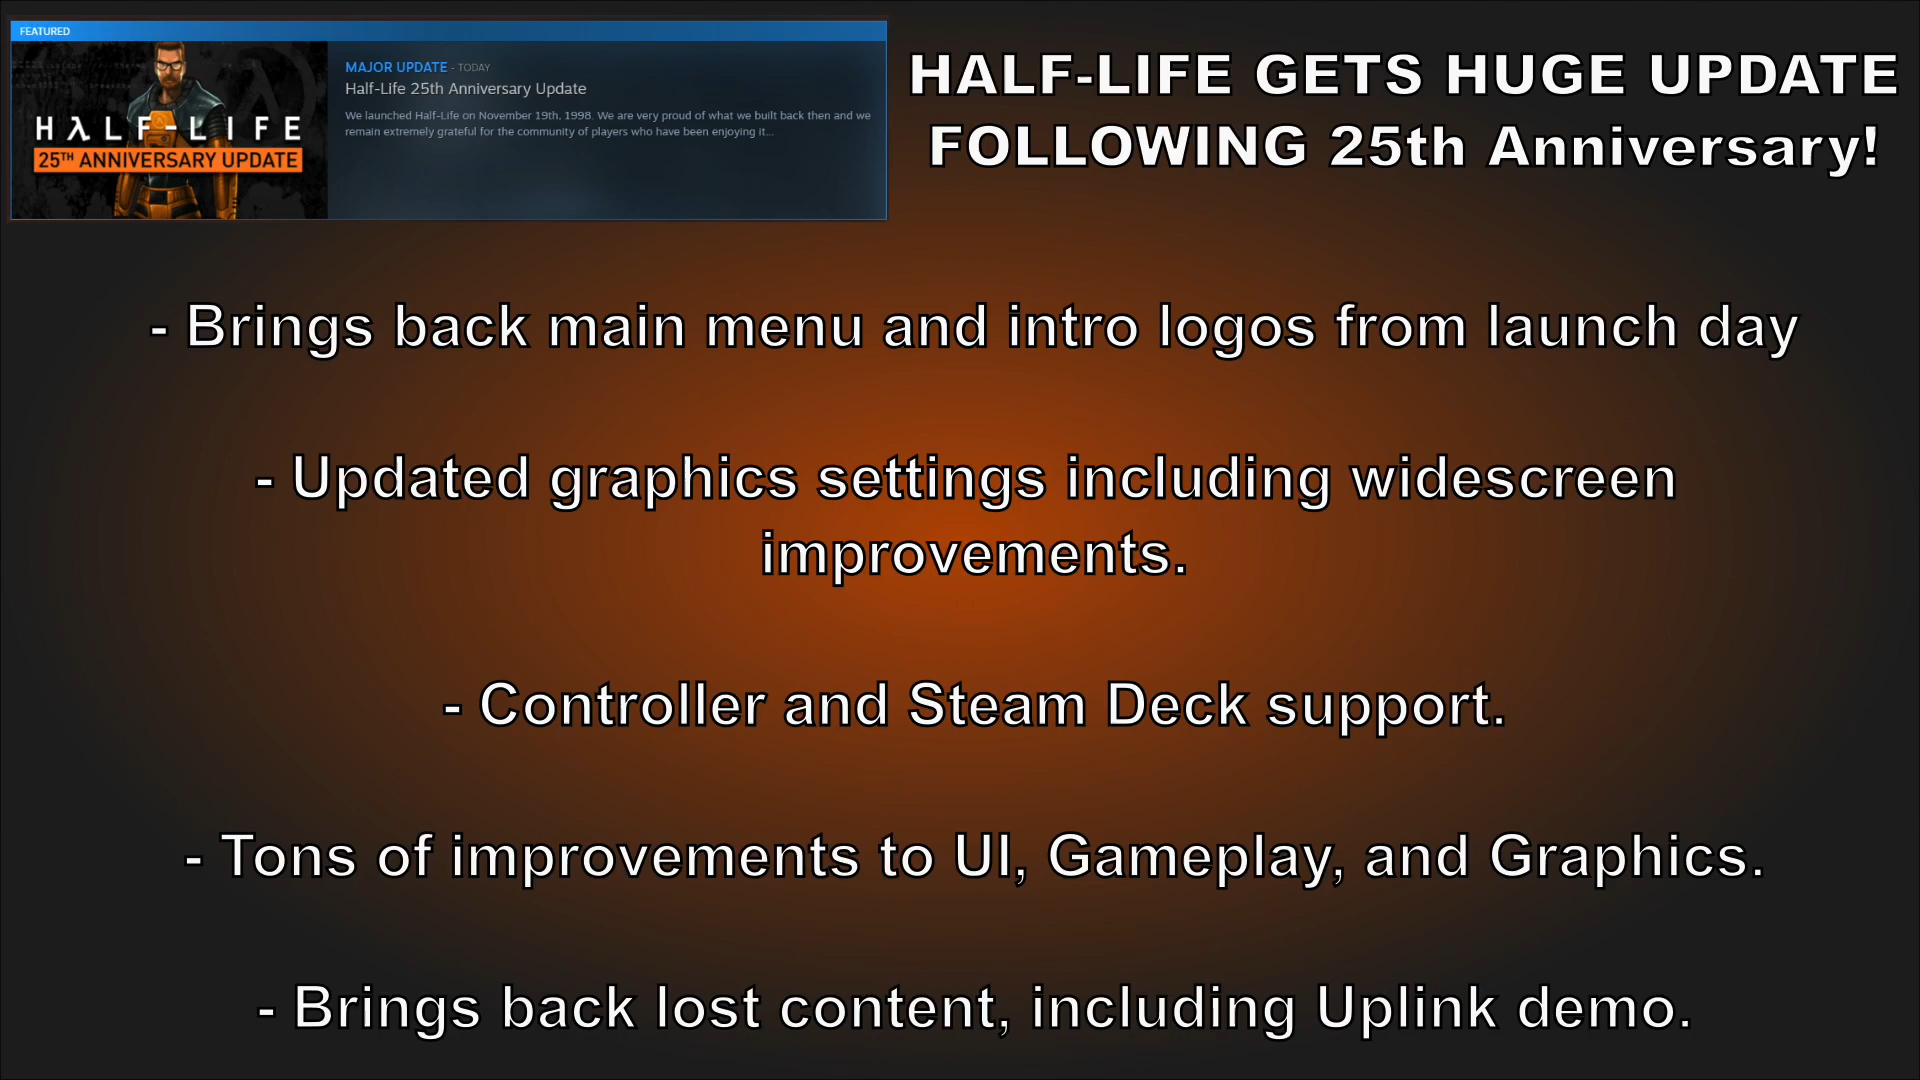 FEATURED
HλLF-LIFE
25TH ANNIVERSARY UPDATE
MAJOR UPDATE - TODAY
Half-Life 25th Anniversary Update
We launched Half-Life on November 19th, 1998. We are very proud of what we built back then and we
remain extremely grateful for the community of players who have been enjoying it...
HALF-LIFE GETS HUGE UPDATE
FOLLOWING 25th Anniversary!
- Brings back main menu and intro logos from launch day
- Updated graphics settings including widescreen
improvements.
- Controller and Steam Deck support.
- Tons of improvements to UI, Gameplay, and Graphics.
- Brings back lost content, including Uplink demo.